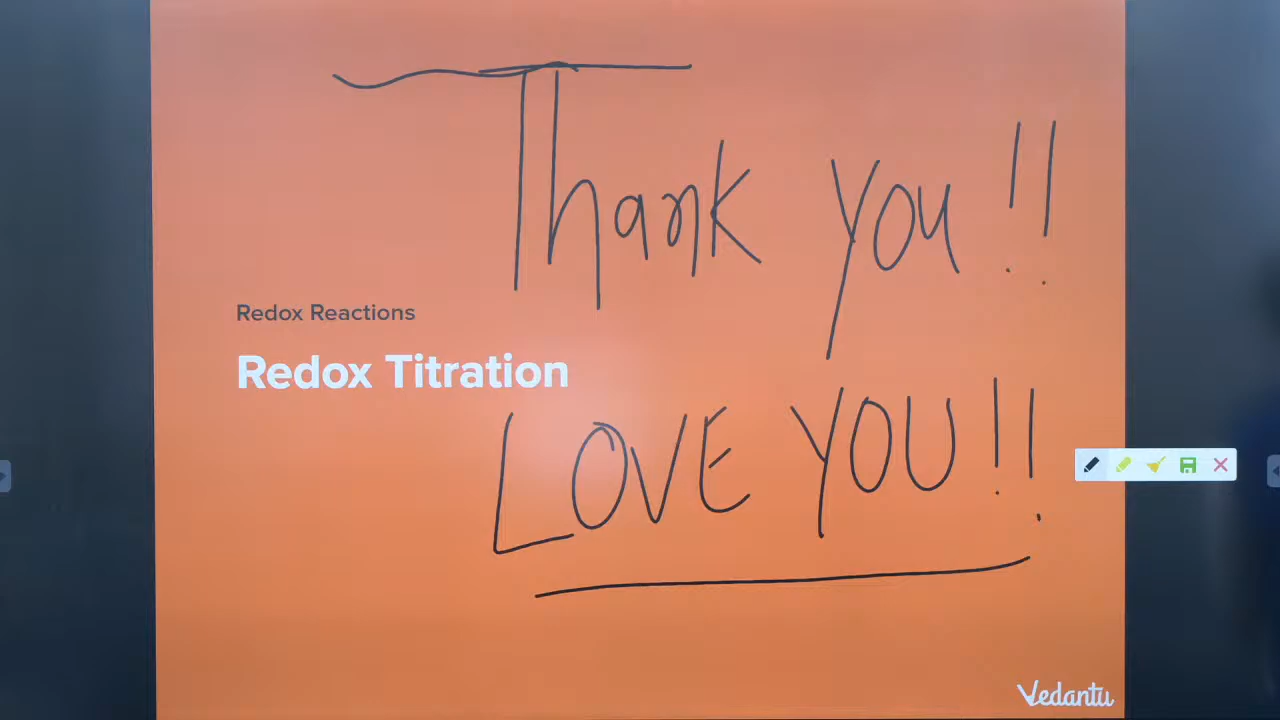 Thank you!!
Redox Reactions
Redox Titration
LOVE YOU!!
Vedantu